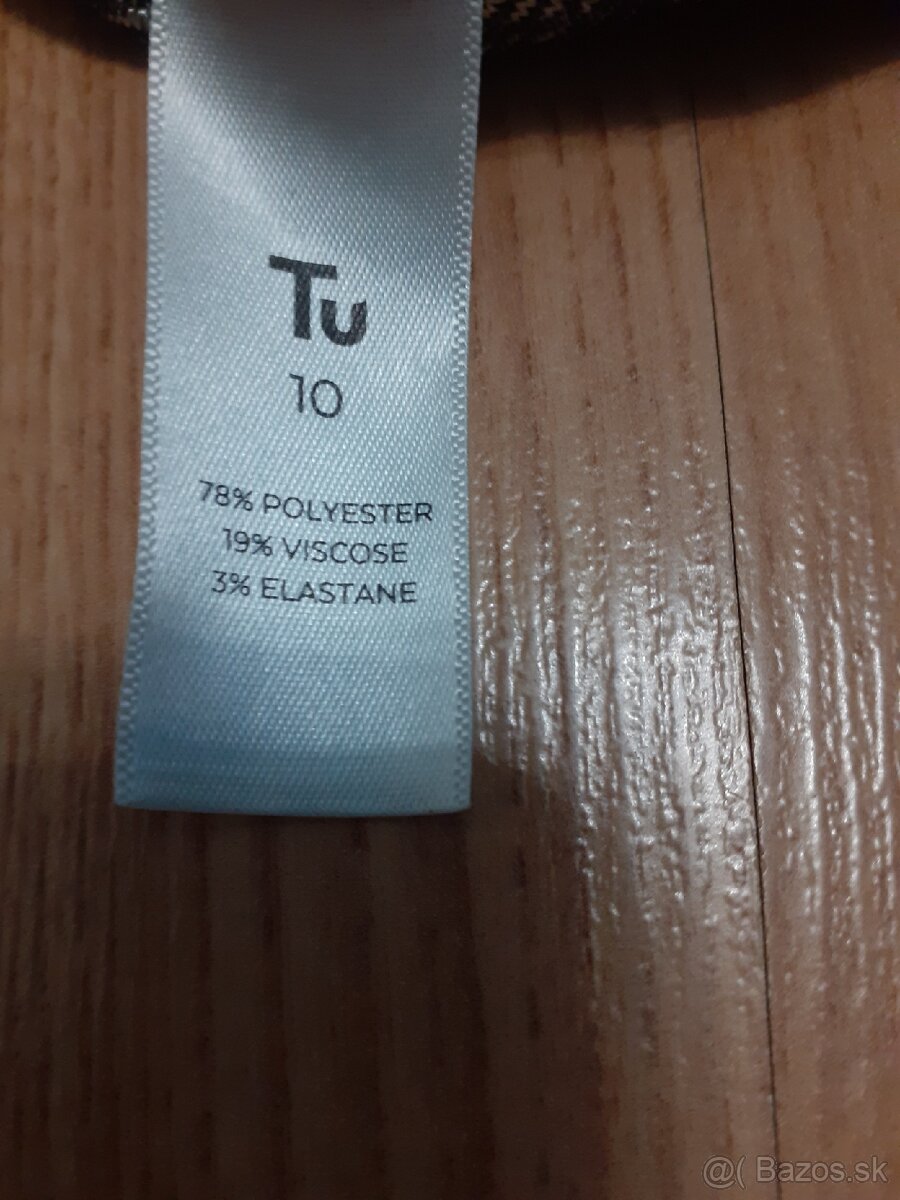 Tu
10
78% POLYESTER
19% VISCOSE
3% ELASTANE
@( Bazos.sk